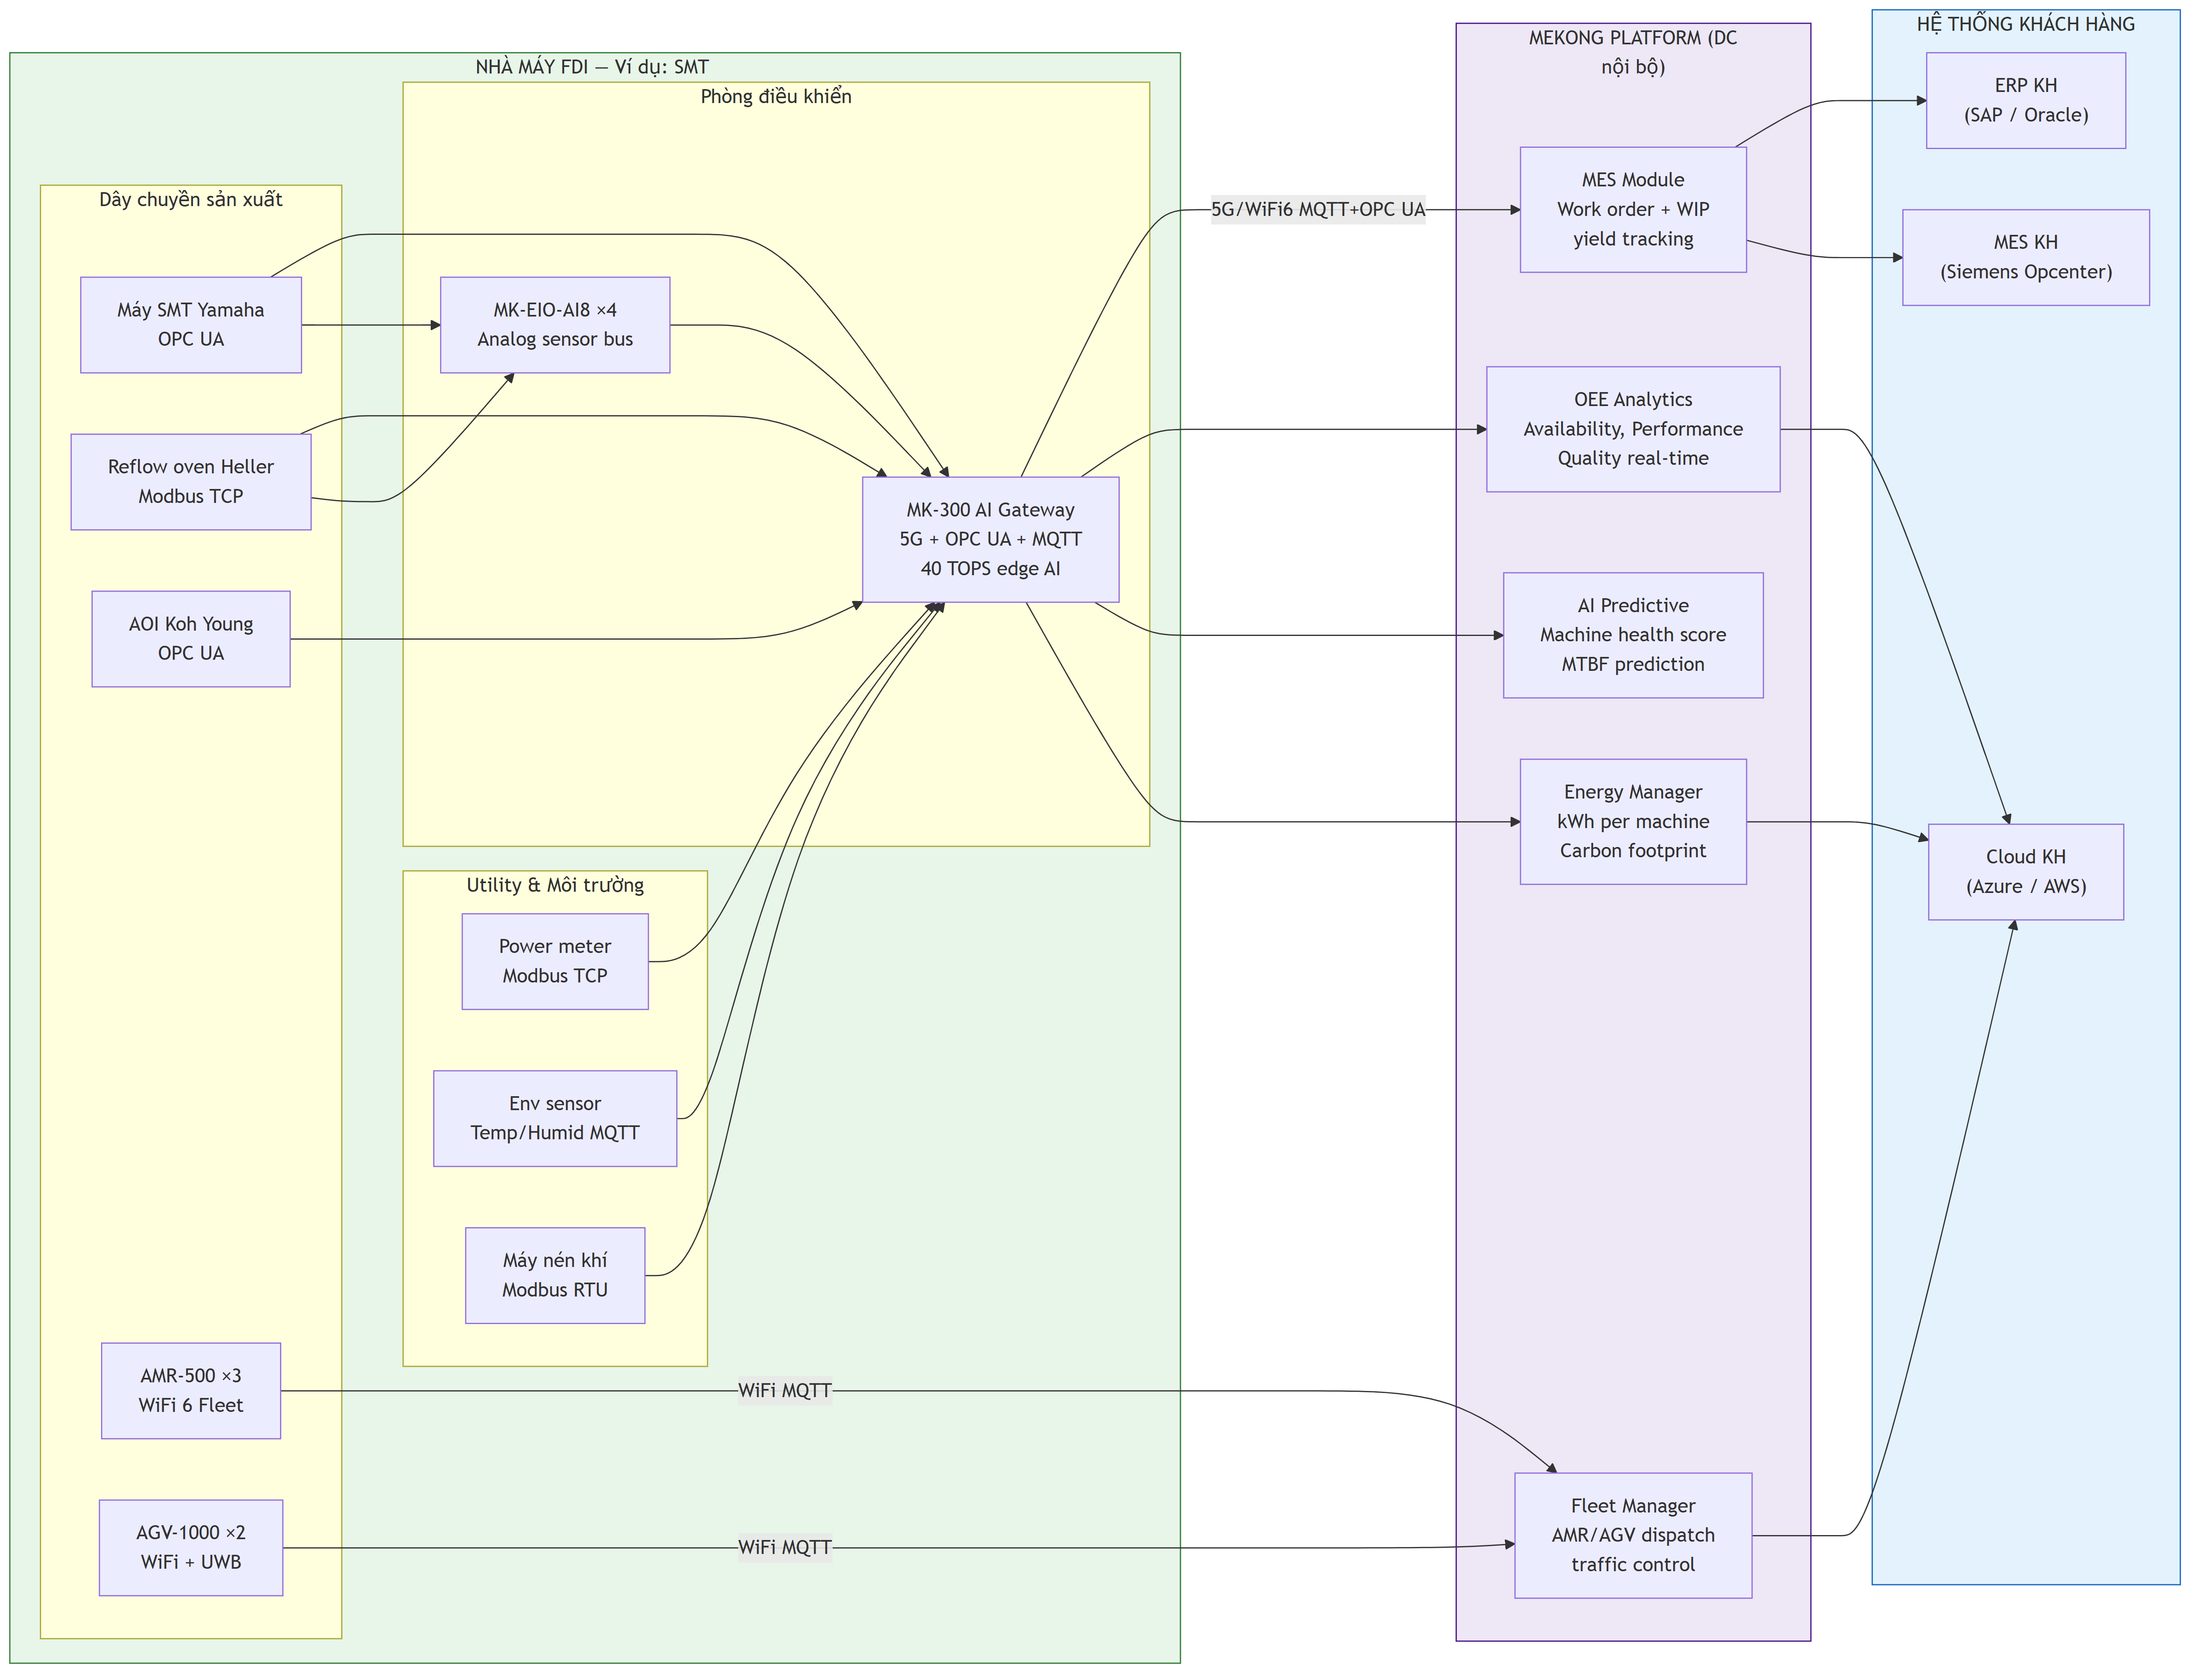 NHÀ MÁY FDI – Ví dụ: SMT
Dây chuyền sản xuất
Máy SMT Yamaha
OPC UA
Reflow oven Heller
Modbus TCP
AOI Koh Young
OPC UA
AMR-500 ×3
WiFi 6 Fleet
AGV-1000 ×2
WiFi + UWB
Phòng điều khiển
MK-EIO-AI8 ×4
Analog sensor bus
MK-300 AI Gateway
5G + OPC UA + MQTT
40 TOPS edge AI
Utility & Môi trường
Power meter
Modbus TCP
Env sensor
Temp/Humid MQTT
Máy nén khí
Modbus RTU
5G/WiFi6 MQTT+OPC UA
WiFi MQTT
WiFi MQTT
MEKONG PLATFORM (DC
nội bộ)
MES Module
Work order + WIP
yield tracking
OEE Analytics
Availability, Performance
Quality real-time
AI Predictive
Machine health score
MTBF prediction
Energy Manager
kWh per machine
Carbon footprint
Fleet Manager
AMR/AGV dispatch
traffic control
HỆ THỐNG KHÁCH HÀNG
ERP KH
(SAP / Oracle)
MES KH
(Siemens Opcenter)
Cloud KH
(Azure / AWS)